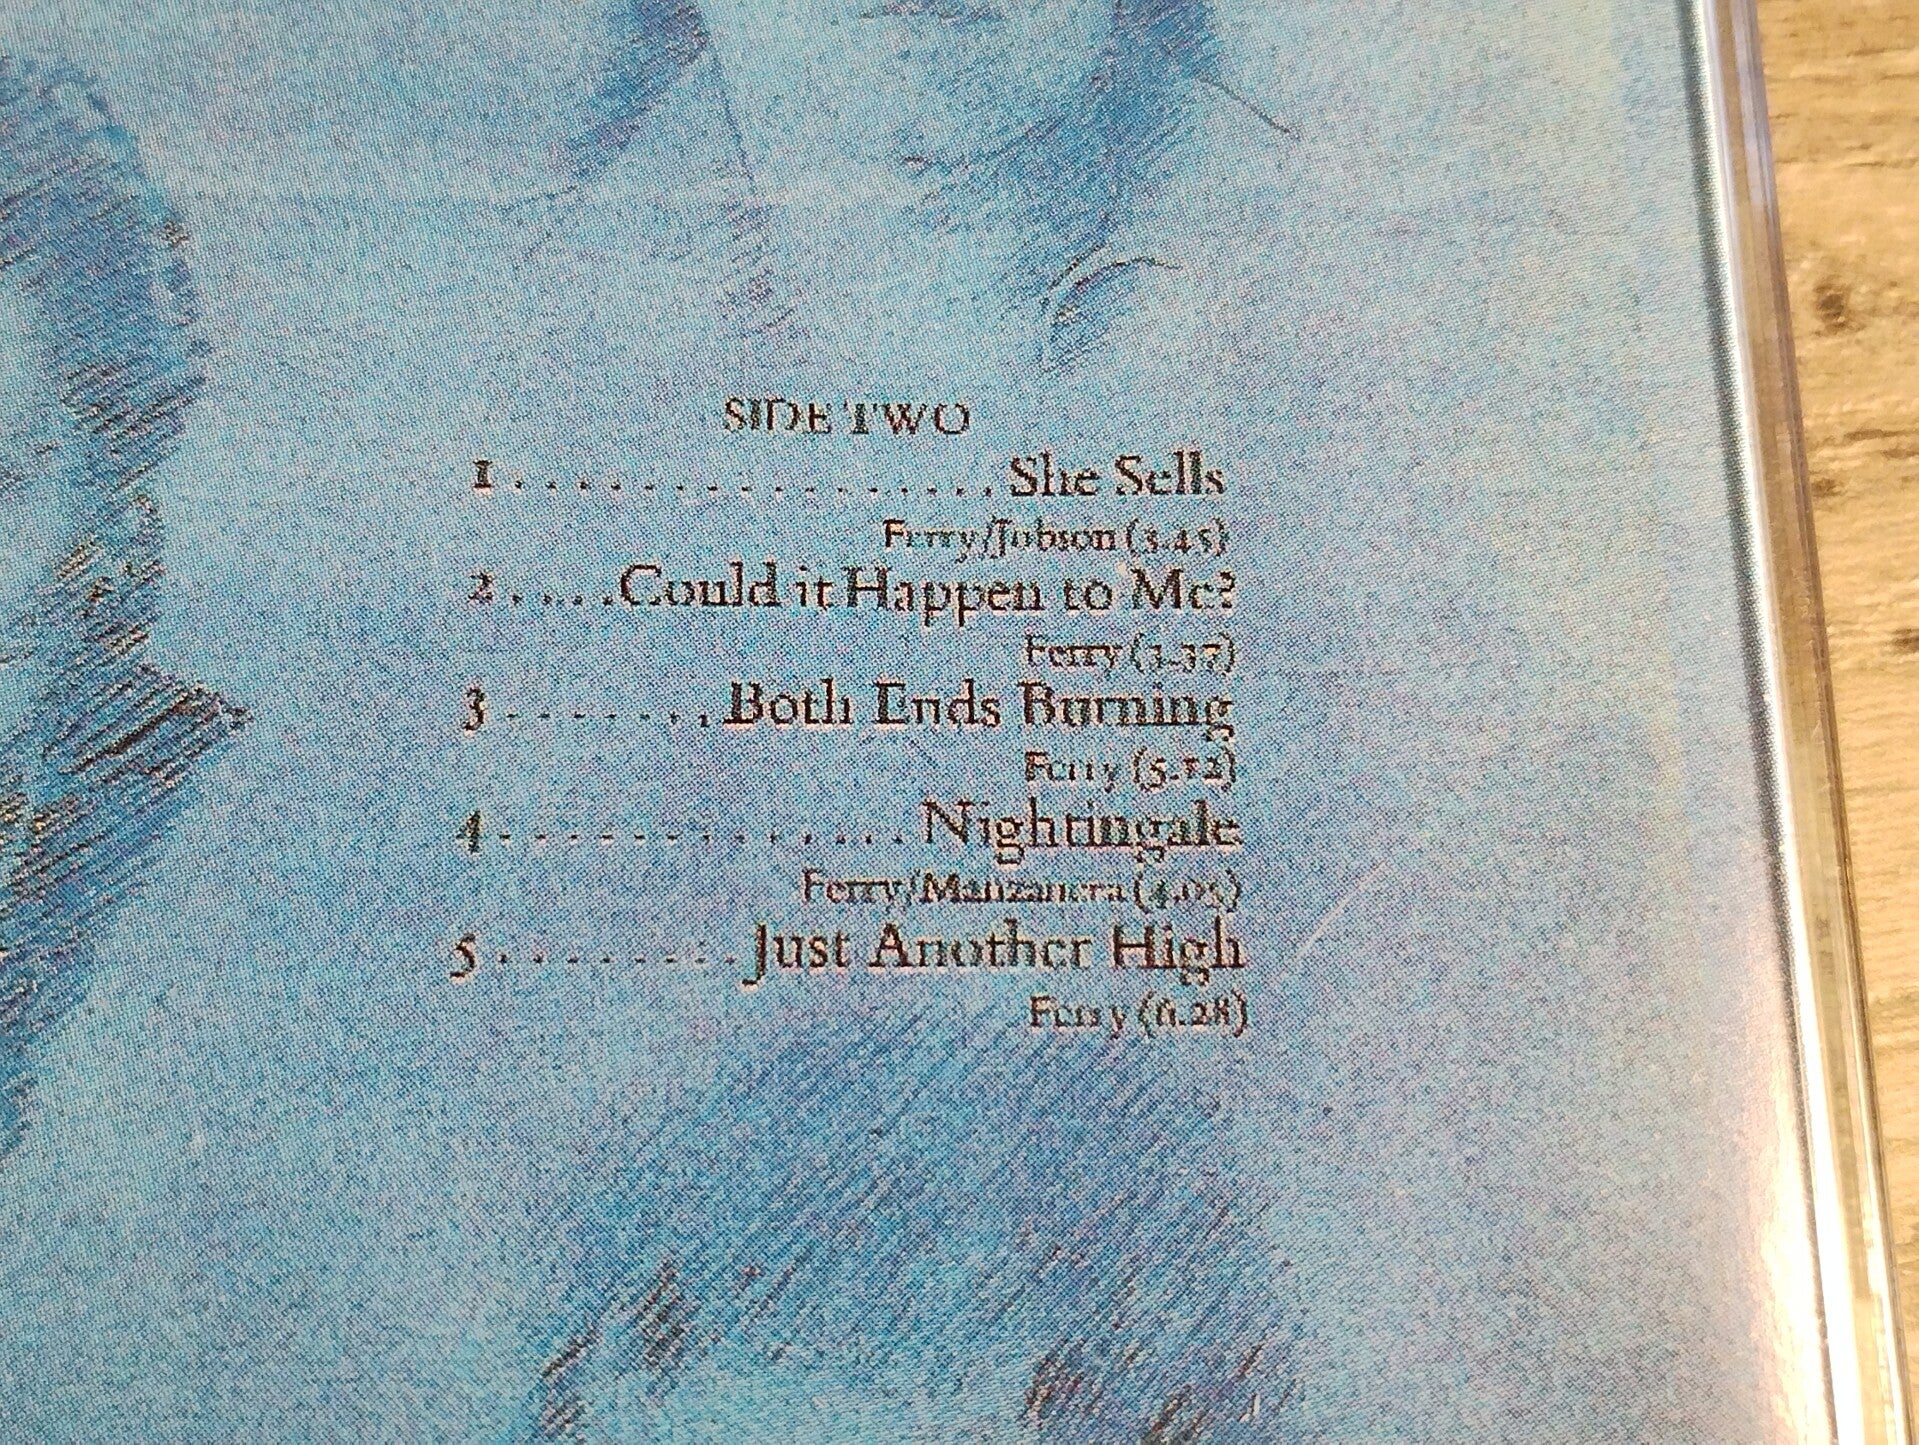 SIDE TWO
1..................She Sells
Ferry/Jobson (3.45)
2.....Could it Happen to Me?
Ferry (3.37)
3........Both Ends Burning
Ferry (5.12)
4...............Nightingale
Ferry/Manzanera (4.05)
5.........Just Another High
Ferry (6.28)